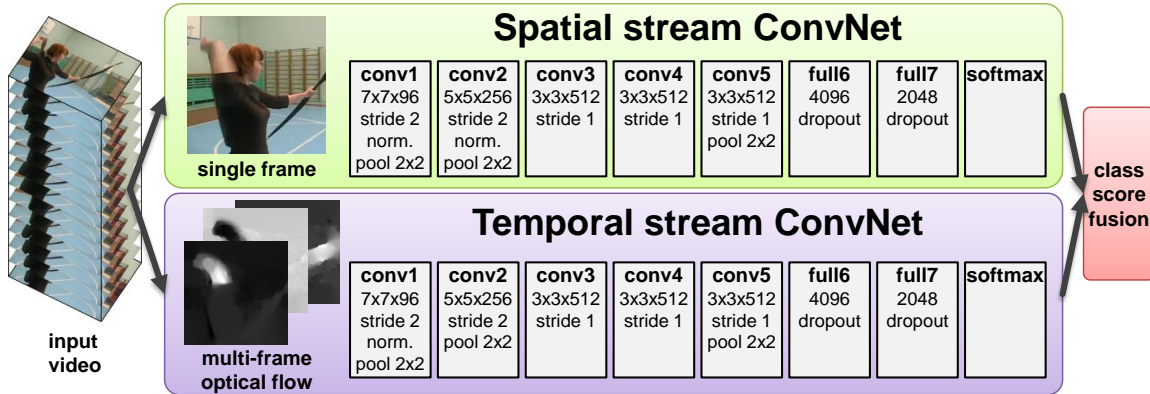 Spatial stream ConvNet
single frame
conv1
7x7x96
stride 2
norm.
pool 2x2
conv2
5x5x256
stride 2
norm.
pool 2x2
conv3
3x3x512
stride 1
conv4
3x3x512
stride 1
conv5
3x3x512
stride 1
pool 2x2
full6
4096
dropout
full7
2048
dropout
softmax
Temporal stream ConvNet
multi-frame
optical flow
conv1
7x7x96
stride 2
norm.
pool 2x2
conv2
5x5x256
stride 2
pool 2x2
conv3
3x3x512
stride 1
conv4
3x3x512
stride 1
conv5
3x3x512
stride 1
pool 2x2
full6
4096
dropout
full7
2048
dropout
softmax
input
video
class
score
fusion